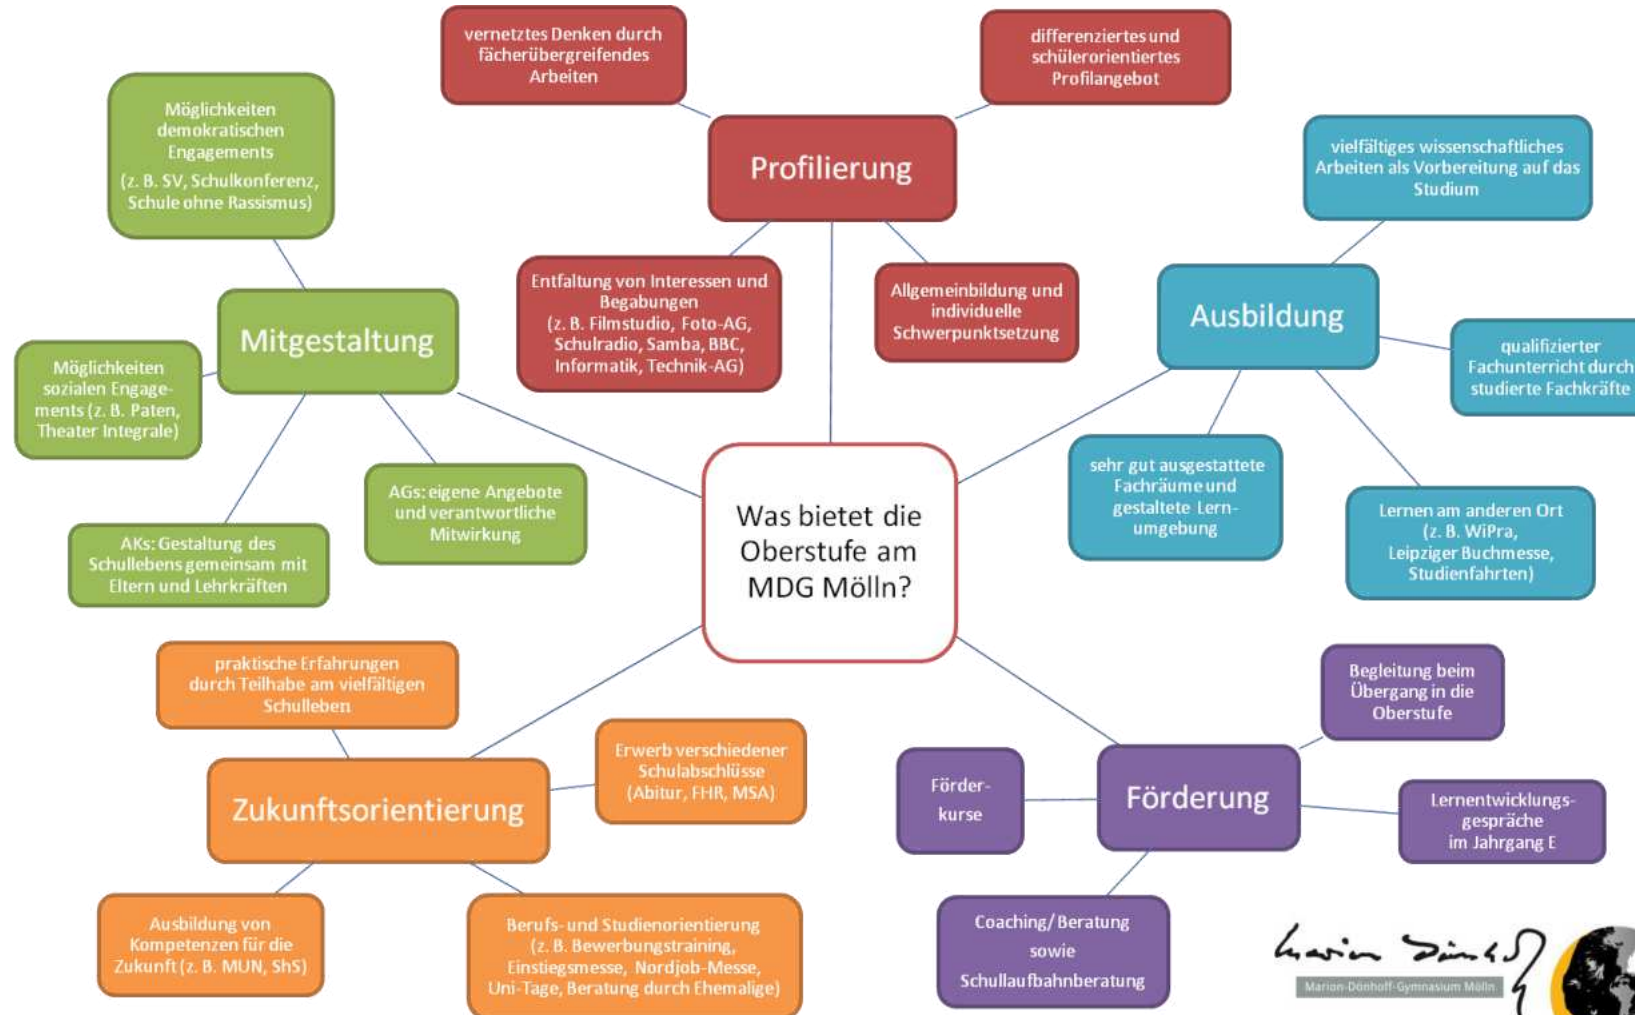 vernetztes Denken durch
fächerübergreifendes
Arbeiten
differenziertes und
schülerorientiertes
Profilangebot
Profilierung
Entfaltung von Interessen und
Begabungen
(z. B. Filmstudio, Foto-AG,
Schulradio, Samba, BBC,
Informatik, Technik-AG)
Allgemeinbildung und
individuelle
Schwerpunktsetzung
Möglichkeiten
demokratischen
Engagements
(z. B. SV, Schulkonferenz,
Schule ohne Rassismus)
Mitgestaltung
Möglichkeiten
sozialen Engage-
ments (z. B. Paten,
Theater Integrale)
AGs: eigene Angebote
und verantwortliche
Mitwirkung
AKs: Gestaltung des
Schullebens gemeinsam mit
Eltern und Lehrkräften
vielfältiges wissenschaftliches
Arbeiten als Vorbereitung auf das
Studium
Ausbildung
qualifizierter
Fachunterricht durch
studierte Fachkräfte
sehr gut ausgestattete
Fachräume und
gestaltete Lern-
umgebung
Lernen am anderen Ort
(z. B. WiPra,
Leipziger Buchmesse,
Studienfahrten)
Was bietet die
Oberstufe am
MDG Mölln?
praktische Erfahrungen
durch Teilhabe am vielfältigen
Schulleben
Zukunftsorientierung
Erwerb verschiedener
Schulabschlüsse
(Abitur, FHR, MSA)
Ausbildung von
Kompetenzen für die
Zukunft (z. B. MUN, ShS)
Berufs- und Studienorientierung
(z. B. Bewerbungstraining,
Einstiegsmesse, Nordjob-Messe,
Uni-Tage, Beratung durch Ehemalige)
Begleitung beim
Übergang in die
Oberstufe
Förderung
Förder-
kurse
Lernentwicklungs-
gespräche
im Jahrgang E
Coaching/Beratung
sowie
Schullaufbahnberatung
Marion Dönhoff
Marion-Dönhoff-Gymnasium Mölln